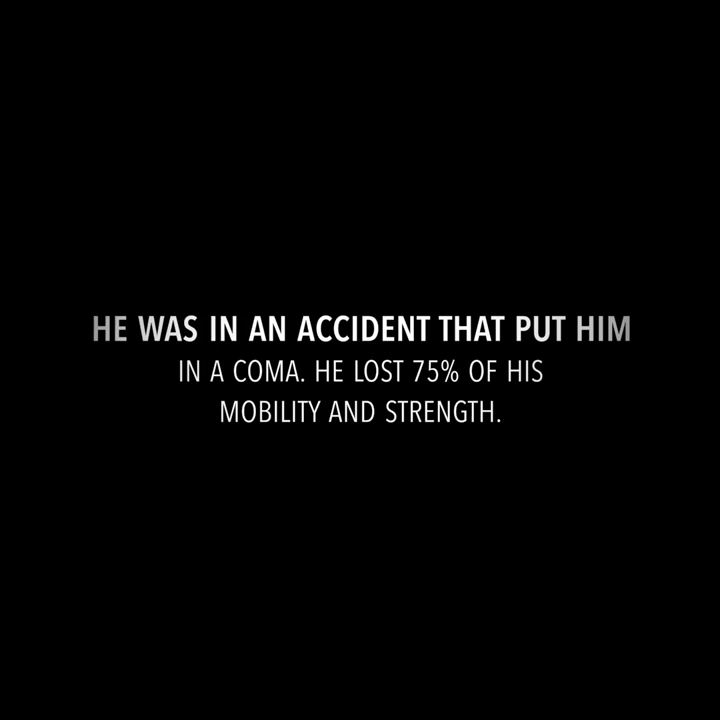 HE WAS IN AN ACCIDENT THAT PUT HIM
IN A COMA. HE LOST 75% OF HIS
MOBILITY AND STRENGTH.